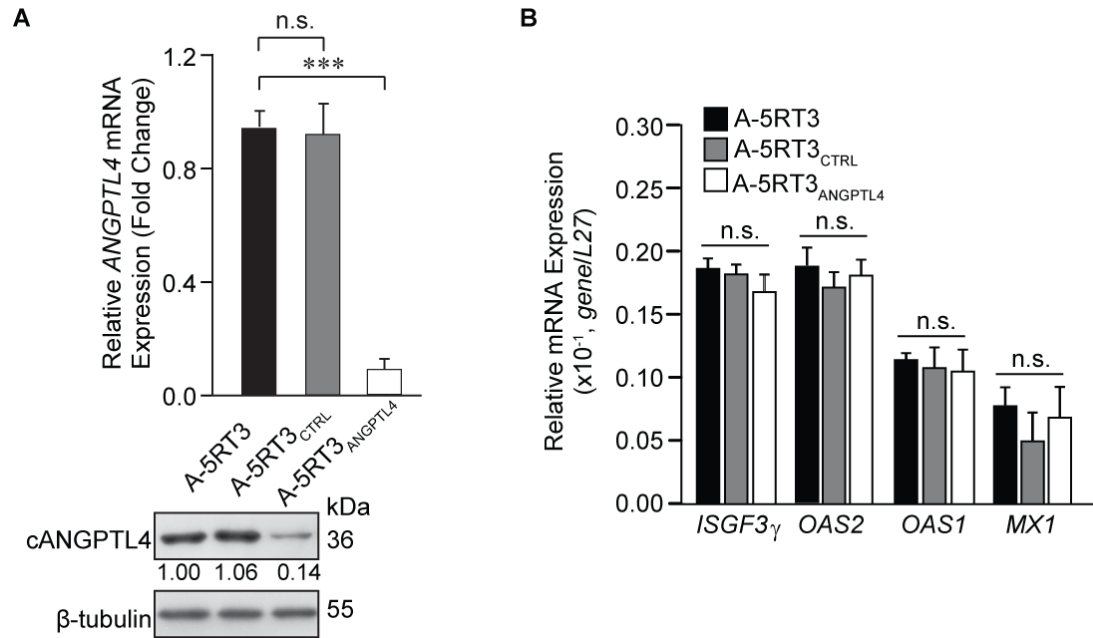 A
n.s.
***
Relative ANGPTL4 mRNA
Expression (Fold Change)
1.2
0.8
0.4
0.0
A-5RT3
A-5RT3CTRL
A-5RT3ANGPTL4
kDa
cANGPTL4
36
1.00 1.06 0.14
β-tubulin
55
B
A-5RT3
A-5RT3CTRL
A-5RT3ANGPTL4
Relative mRNA Expression
(x10⁻¹, gene/L27)
0.30
0.25
0.20
0.15
0.10
0.05
0.00
n.s.
n.s.
n.s.
n.s.
ISGF3γ OAS2 OAS1 MX1